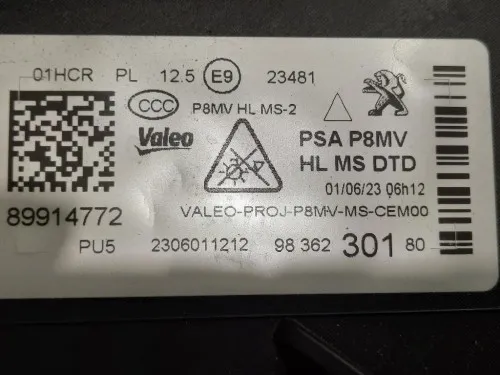 01HCR PL 12.5 E9 23481
CCC P8MV HL MS-2
Valeo
PSA P8MV
HL MS DTD
01/06/23 06h12
89914772
VALEO-PROJ-P8MV-MS-CEM00
PU5 2306011212 98 362 301 80